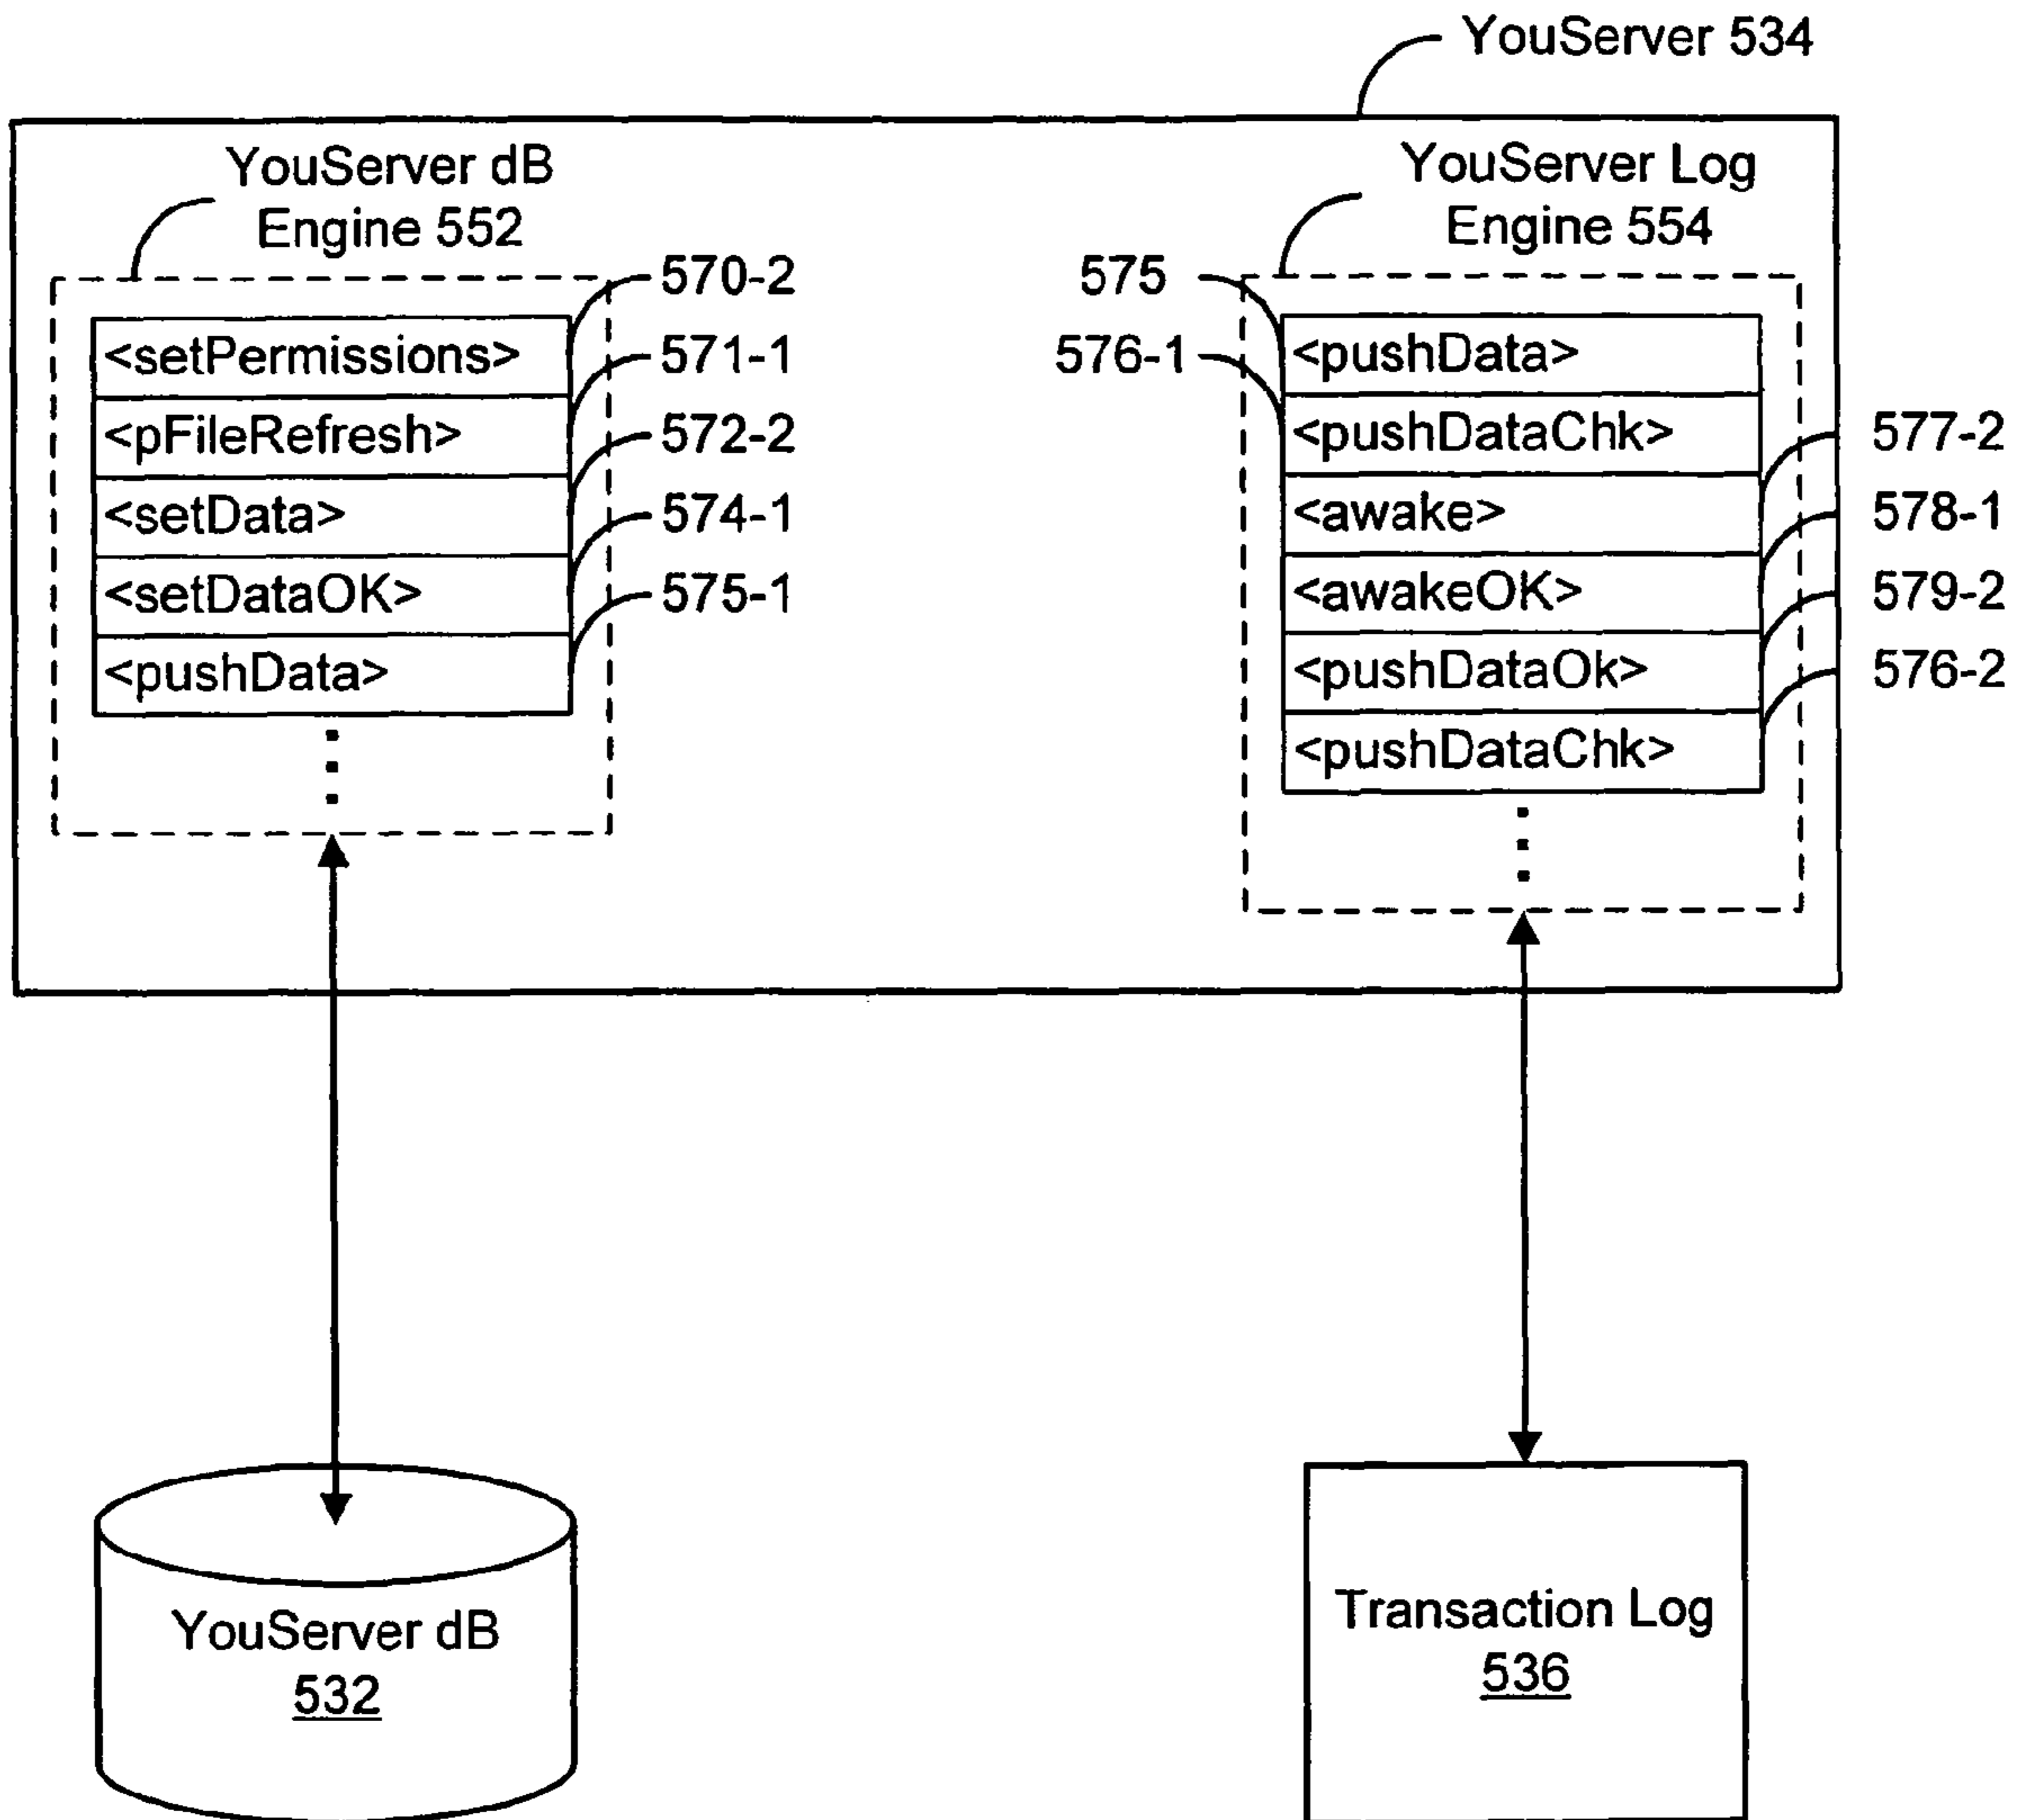 YouServer 534
YouServer dB
Engine 552
<setPermissions>
<pFileRefresh>
<setData>
<setDataOK>
<pushData>
570-2
571-1
572-2
574-1
575-1
YouServer Log
Engine 554
575
576-1
<pushData>
<pushDataChk>
<awake>
<awakeOK>
<pushDataOk>
<pushDataChk>
577-2
578-1
579-2
576-2
YouServer dB
532
Transaction Log
536